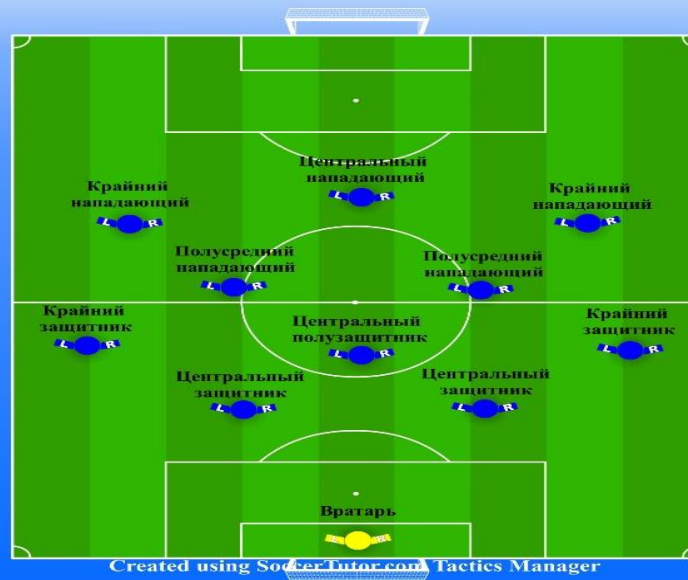 Центральный
нападающий
Крайний
нападающий
Крайний
нападающий
Полусредний
нападающий
Полусредний
нападающий
Крайний
защитник
Центральный
полузащитник
Крайний
защитник
Центральный
защитник
Центральный
защитник
Вратарь
L R
L R
L R
L R
L R
L R
L R
L R
L R
L R
Created using SoccerTutor.com Tactics Manager